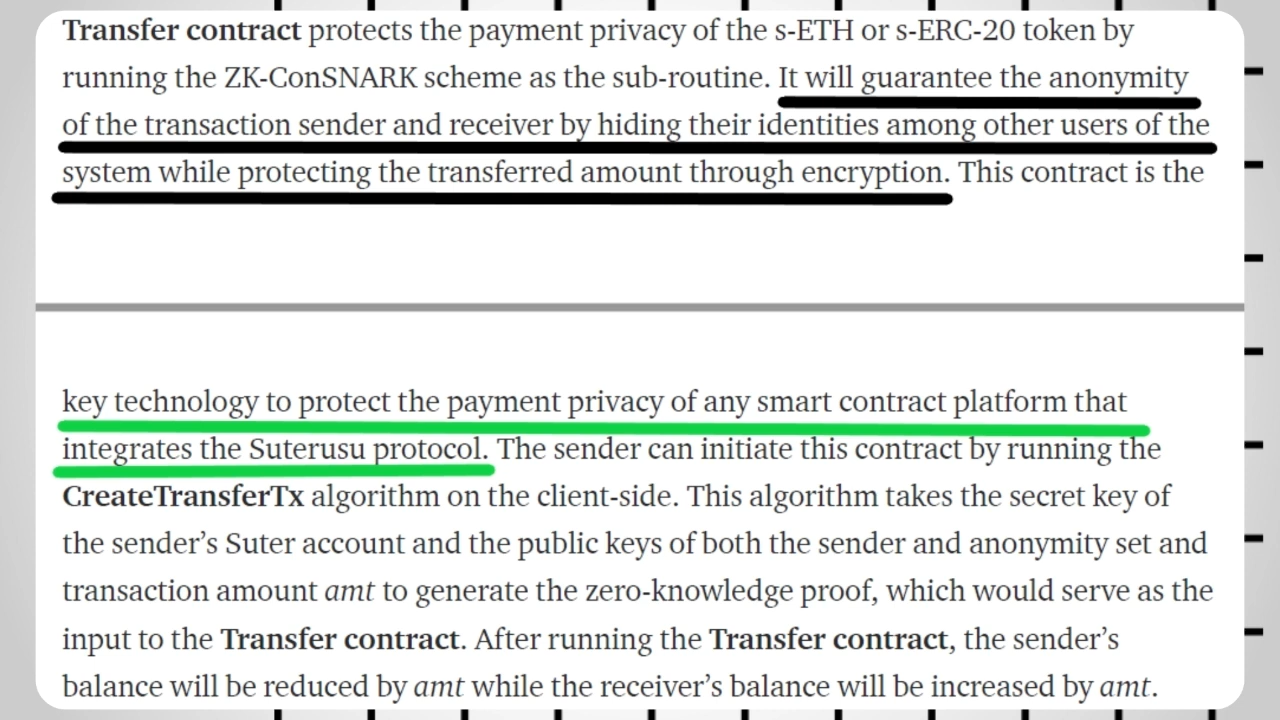 Transfer contract protects the payment privacy of the s-ETH or s-ERC-20 token by
running the ZK-ConSNARK scheme as the sub-routine. It will guarantee the anonymity
of the transaction sender and receiver by hiding their identities among other users of the
system while protecting the transferred amount through encryption. This contract is the
key technology to protect the payment privacy of any smart contract platform that
integrates the Suterusu protocol. The sender can initiate this contract by running the
CreateTransferTx algorithm on the client-side. This algorithm takes the secret key of
the sender’s Suter account and the public keys of both the sender and anonymity set and
transaction amount amt to generate the zero-knowledge proof, which would serve as the
input to the Transfer contract. After running the Transfer contract, the sender’s
balance will be reduced by amt while the receiver’s balance will be increased by amt.